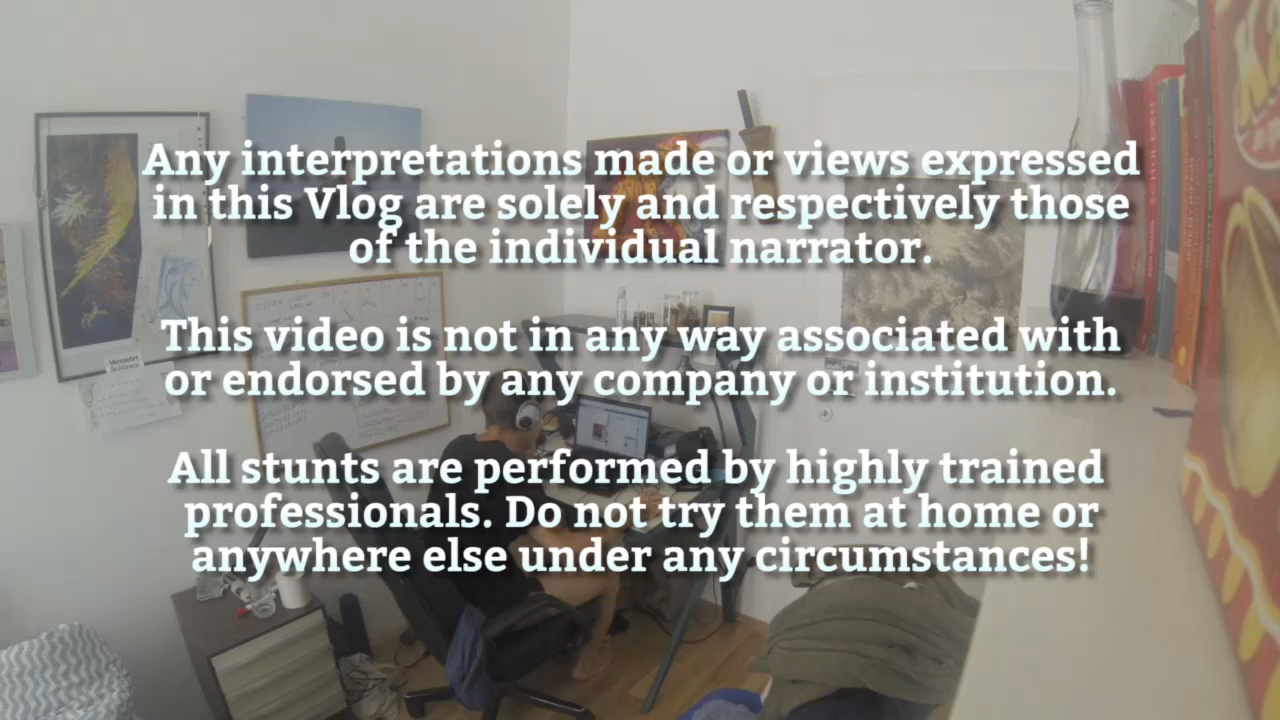 Any interpretations made or views expressed
in this Vlog are solely and respectively those
of the individual narrator.
This video is not in any way associated with
or endorsed by any company or institution.
All stunts are performed by highly trained
professionals. Do not try them at home or
anywhere else under any circumstances!